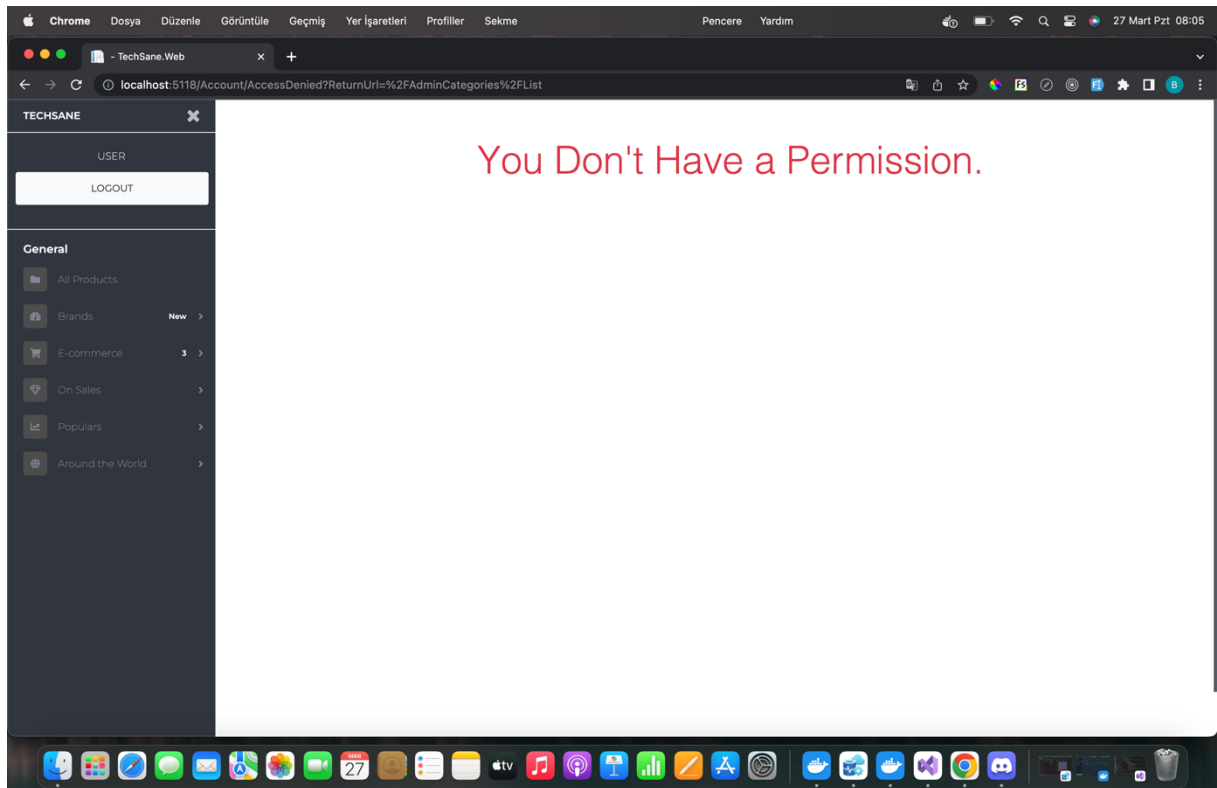 Chrome Dosya Düzenle Görüntüle Geçmiş Yer İşaretleri Profiller Sekme Pencere Yardım 27 Mart Pzt 08:05
- TechSane.Web
localhost:5118/Account/AccessDenied?ReturnUrl=%2FAdminCategories%2FList
TECHSANE
USER
LOGOUT
You Don't Have a Permission.
General
All Products
Brands New
E-commerce 3
On Sales
Populars
Around the World
MAR
27
tv